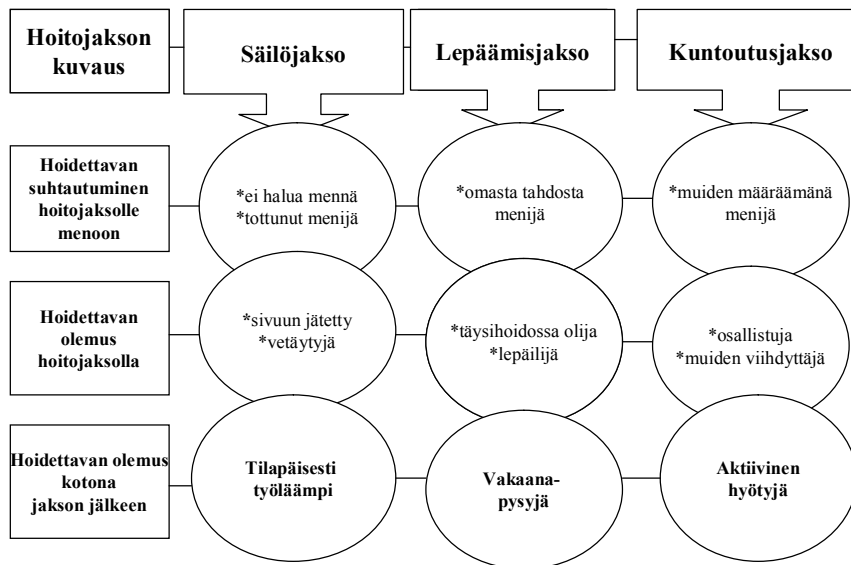 Hoitojakson
kuvaus
Säilöjakso
Lepäämisjakso
Kuntoutusjakso
Hoidettavan
suhtautuminen
hoitojaksolle
menoon
*ei halua mennä
*tottunut menijä
*omasta tahdosta
menijä
*muiden määräämänä
menijä
Hoidettavan
olemus
hoitojaksolla
*sivuun jätetty
*vetäytyjä
*täysihoidossa olija
*lepäilijä
*osallistuja
*muiden viihdyttäjä
Hoidettavan olemus
kotona
jakson jälkeen
Tilapäisesti
työläämpi
Vakaana-
pysyjä
Aktiivinen
hyötyjä